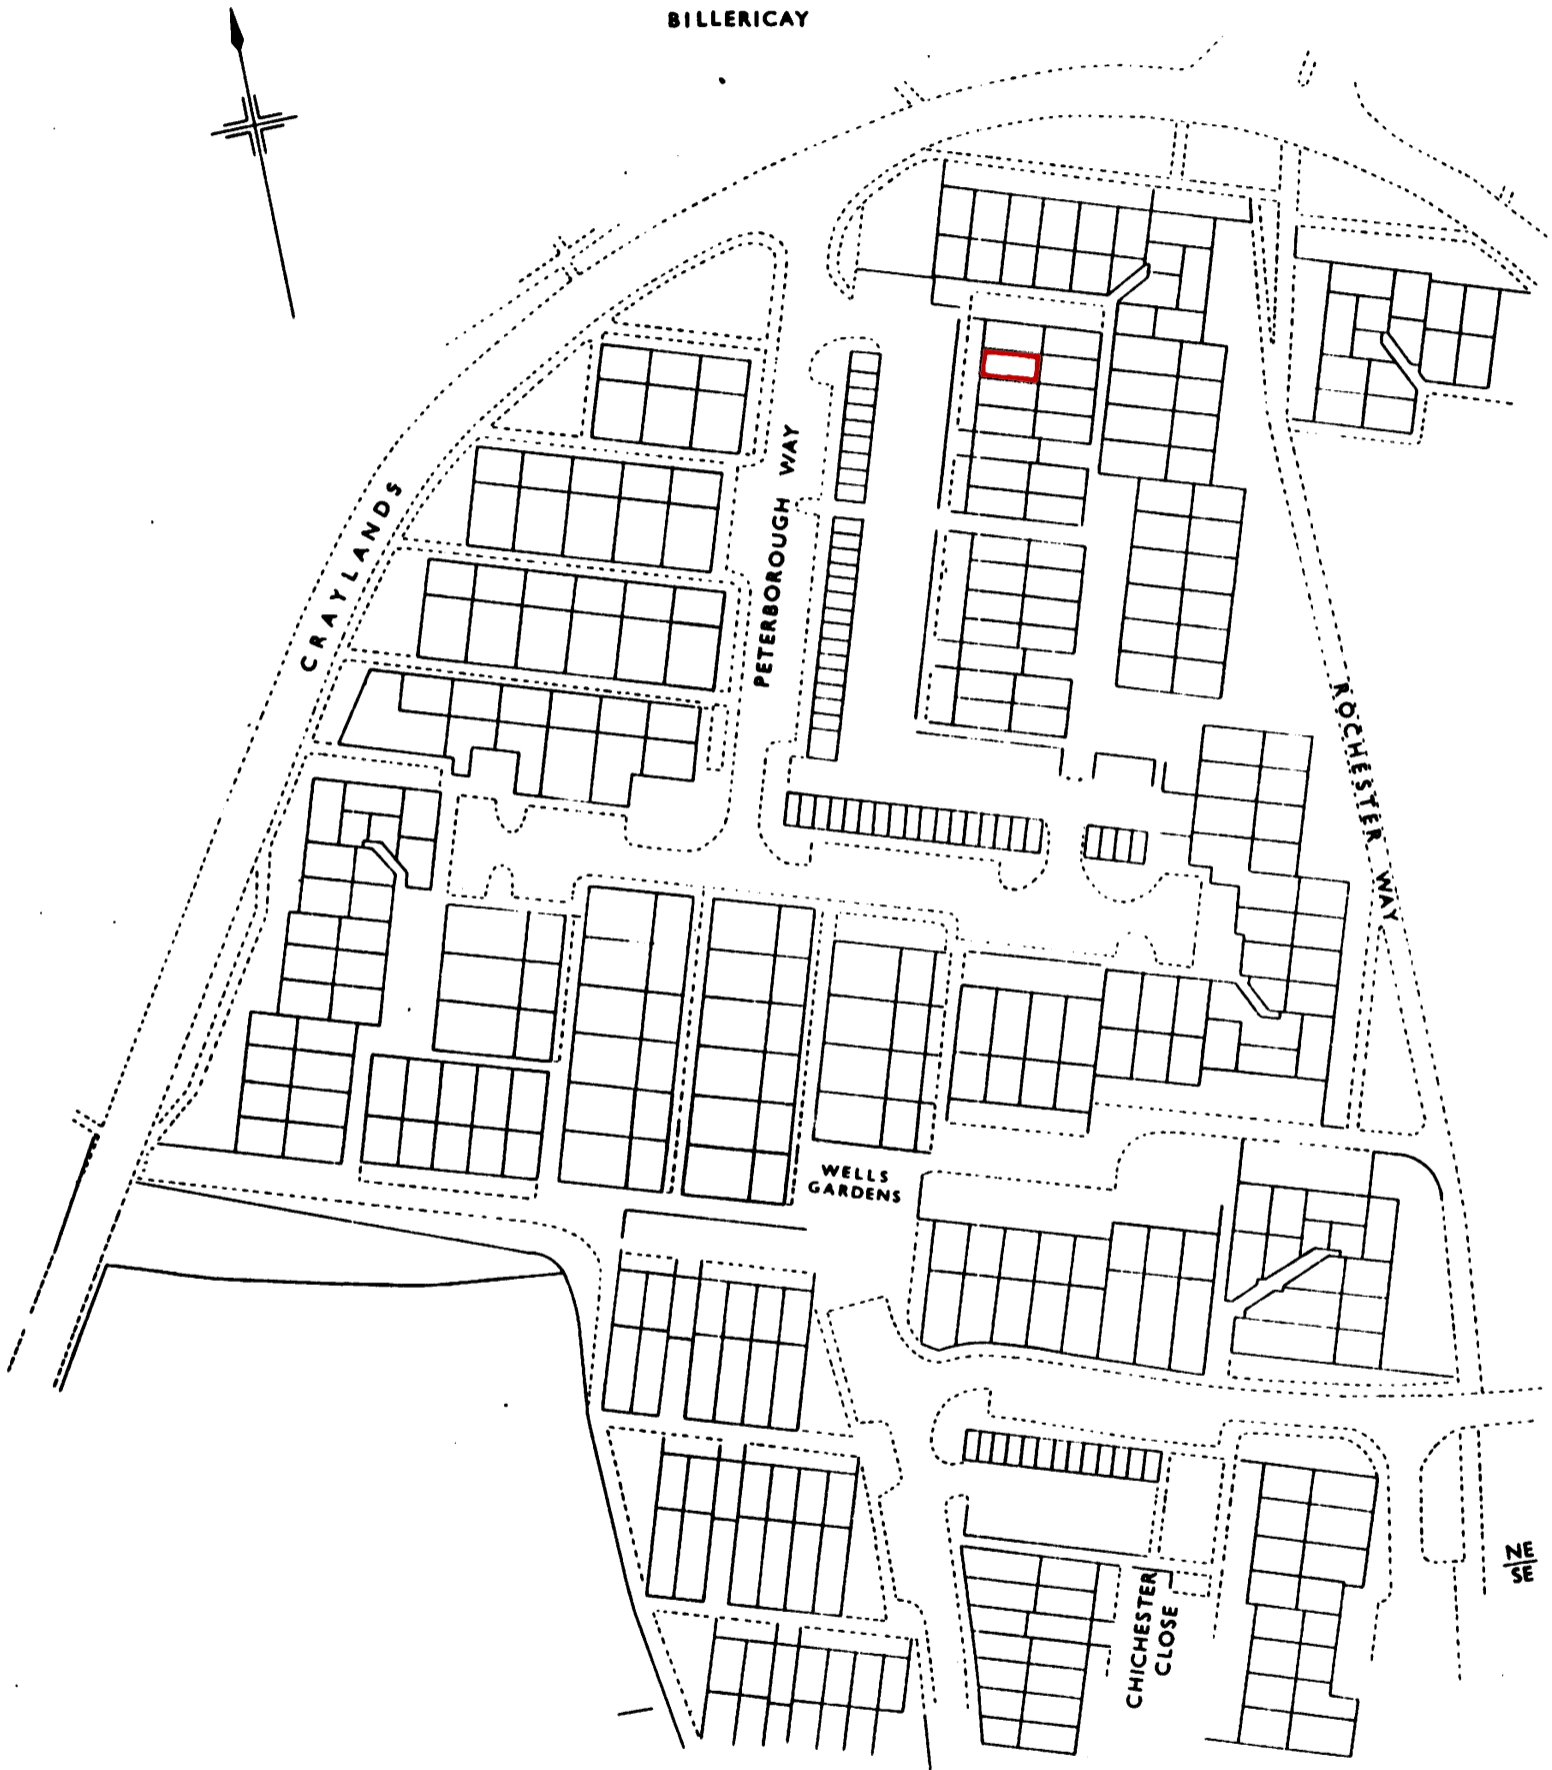 BILLERICAY
CRAYLANDS
PETERBOROUGH WAY
ROCHESTER WAY
WELLS
GARDENS
CHICHESTER
CLOSE
NE
SE